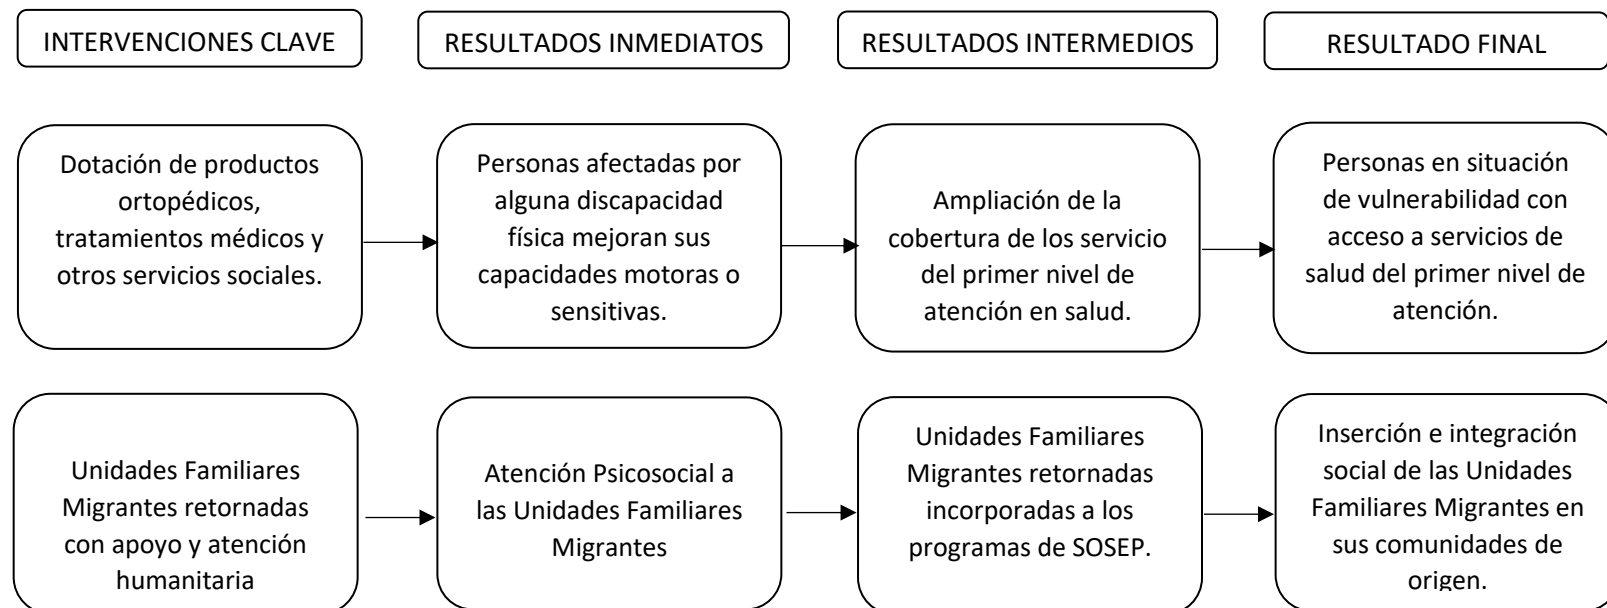 INTERVENCIONES CLAVE
RESULTADOS INMEDIATOS
RESULTADOS INTERMEDIOS
RESULTADO FINAL
Dotación de productos
ortopédicos,
tratamientos médicos y
otros servicios sociales.
Personas afectadas por
alguna discapacidad
física mejoran sus
capacidades motoras o
sensitivas.
Ampliación de la
cobertura de los servicio
del primer nivel de
atención en salud.
Personas en situación
de vulnerabilidad con
acceso a servicios de
salud del primer nivel de
atención.
Unidades Familiares
Migrantes retornadas
con apoyo y atención
humanitaria
Atención Psicosocial a
las Unidades Familiares
Migrantes
Unidades Familiares
Migrantes retornadas
incorporadas a los
programas de SOSEP.
Inserción e integración
social de las Unidades
Familiares Migrantes en
sus comunidades de
origen.